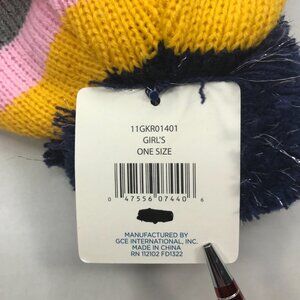 11GKR01401
GIRL'S
ONE SIZE
0 47556 07440 6
MANUFACTURED BY
GCE INTERNATIONAL, INC.
MADE IN CHINA
RN 112102 FD1322